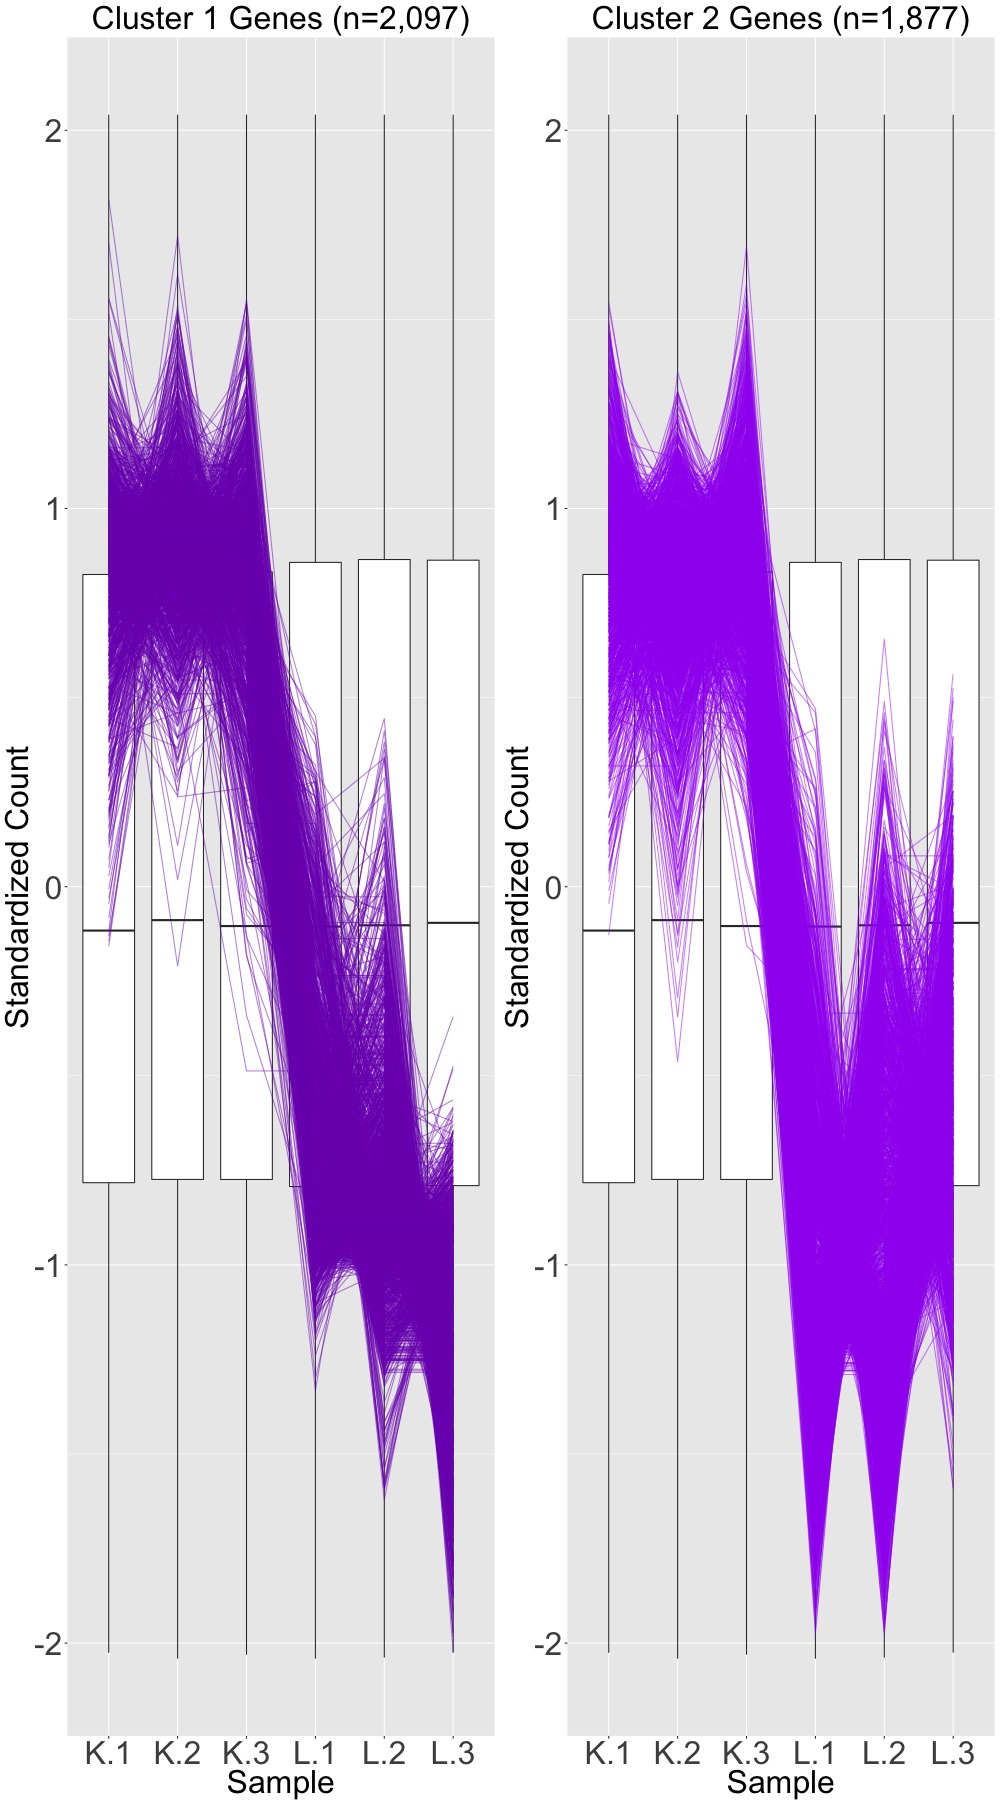 Cluster 1 Genes (n=2,097)
Standardized Count
2
1
0
-1
-2
K.1 K.2 K.3 L.1 L.2 L.3
Sample
Cluster 2 Genes (n=1,877)
Standardized Count
2
1
0
-1
-2
K.1 K.2 K.3 L.1 L.2 L.3
Sample